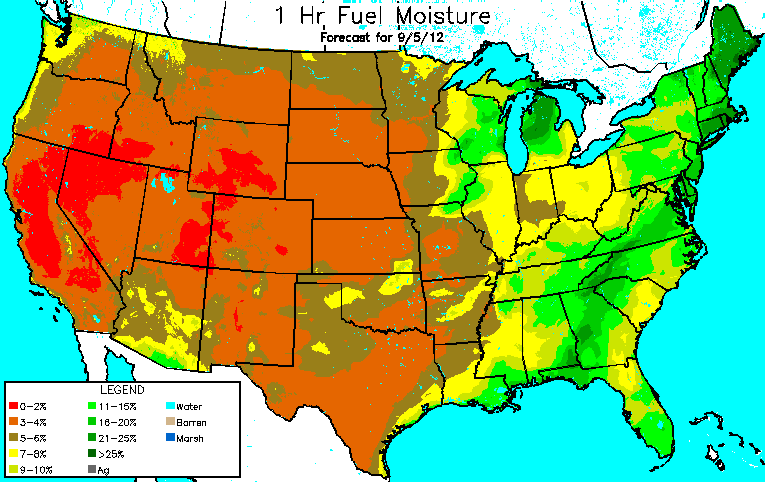 1 Hr Fuel Moisture
Forecast for 9/5/12
LEGEND
0-2%
3-4%
5-6%
7-8%
9-10%
11-15%
16-20%
21-25%
>25%
Ag
Water
Barren
Marsh